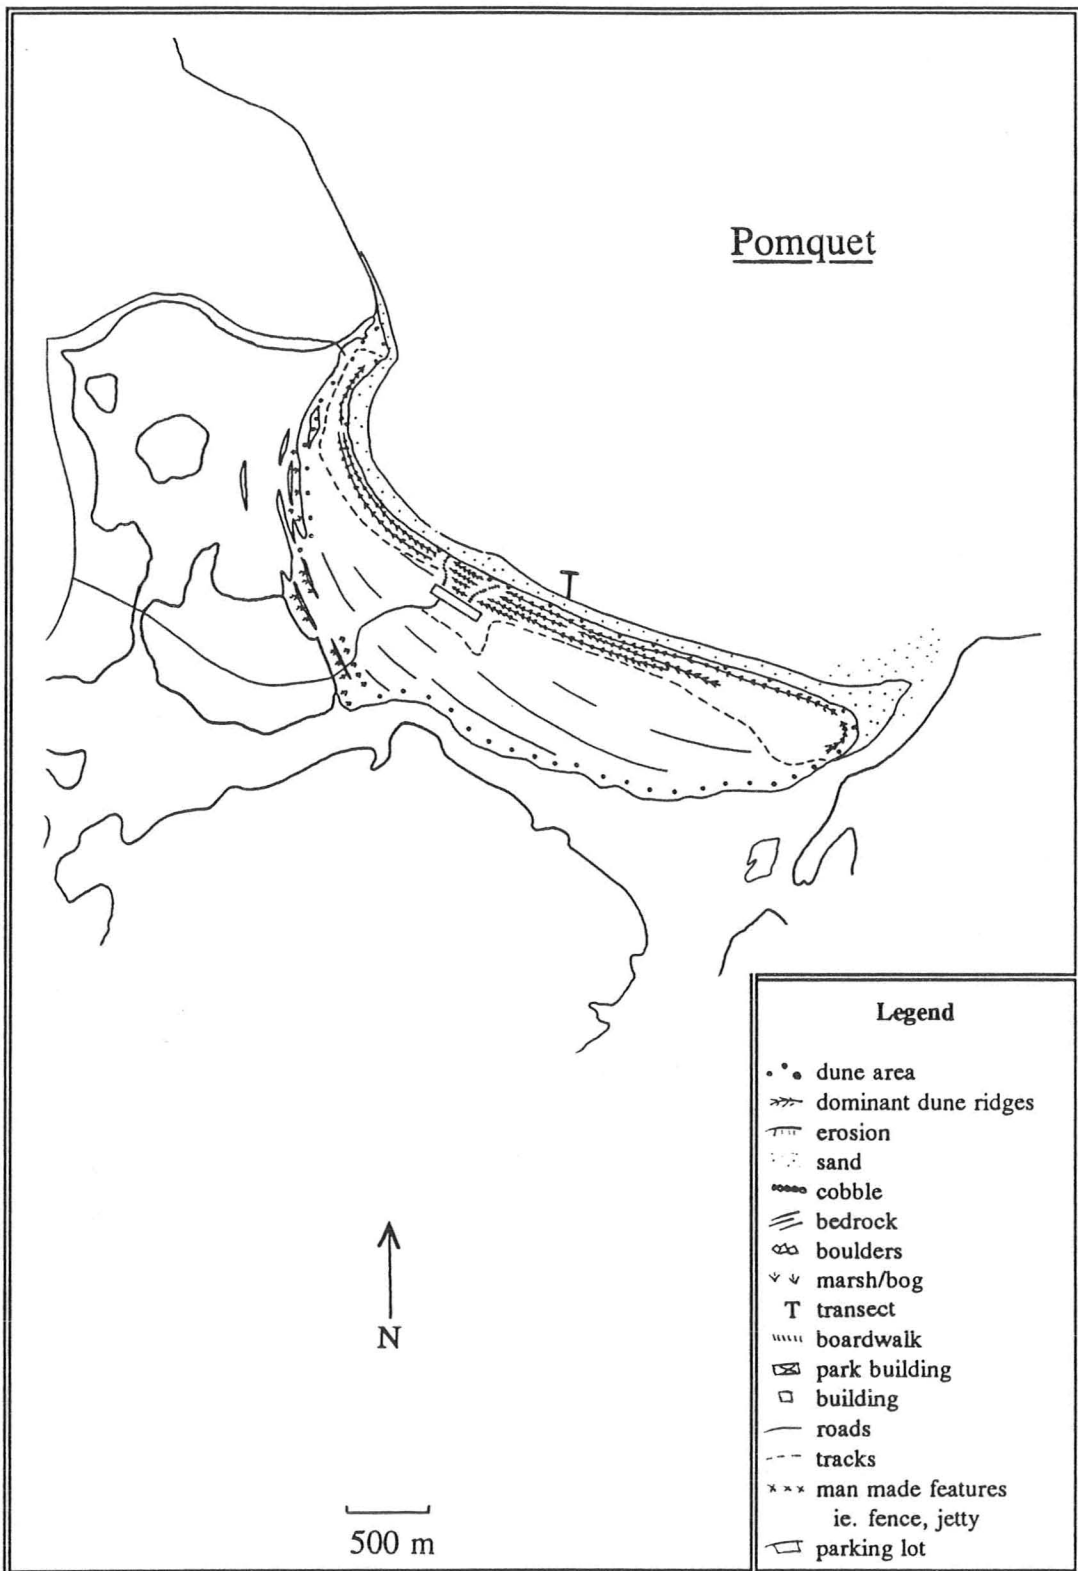 Pomquet
T
Legend
dune area
dominant dune ridges
erosion
sand
cobble
bedrock
boulders
marsh/bog
T transect
boardwalk
park building
building
roads
tracks
man made features
ie. fence, jetty
parking lot
N
500 m